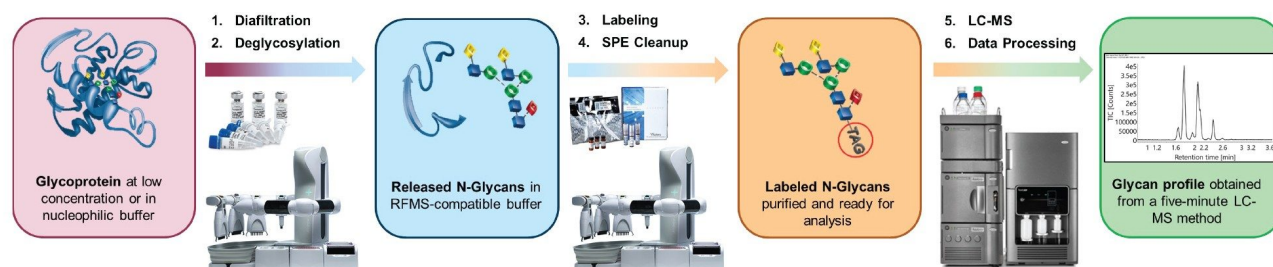 1. Diafiltration
2. Deglycosylation
3. Labeling
4. SPE Cleanup
5. LC-MS
6. Data Processing
Glycoprotein at low
concentration or in
nucleophilic buffer
Released N-Glycans in
RFMS-compatible buffer
TAG
Labeled N-Glycans
purified and ready for
analysis
TIC [Counts]
4e5
3.5e5
3e5
2.5e5
2e5
1.5e5
100000
50000
0
1 1.2 1.6 2 2.2 2.6 3 3.2 3.6
Retention time [min]
Glycan profile obtained
from a five-minute LC-
MS method